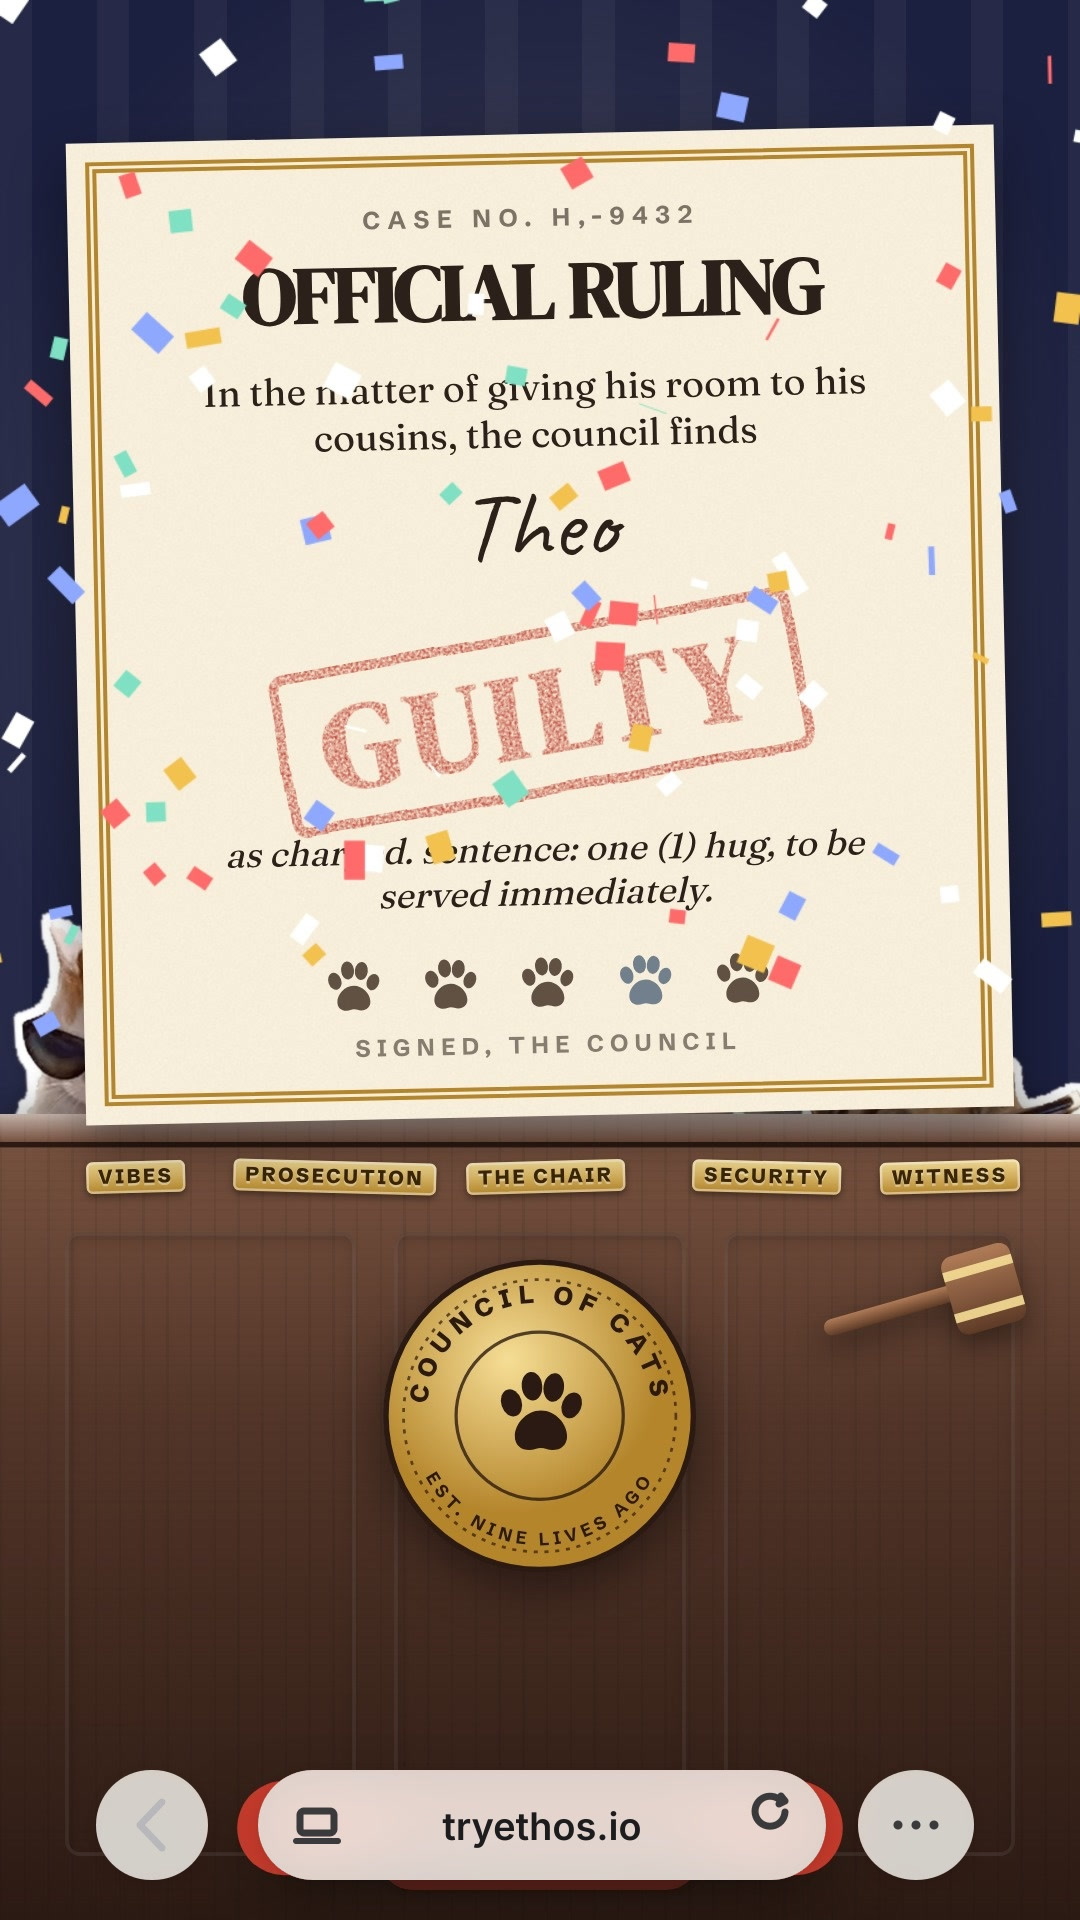 CASE NO. H,-9432
OFFICIAL RULING
In the matter of giving his room to his
cousins, the council finds
Theo
GUILTY
as charged. sentence: one (1) hug, to be
served immediately.
SIGNED, THE COUNCIL
VIBES
PROSECUTION
THE CHAIR
SECURITY
WITNESS
COUNCIL OF CATS
EST. NINE LIVES AGO
tryethos.io